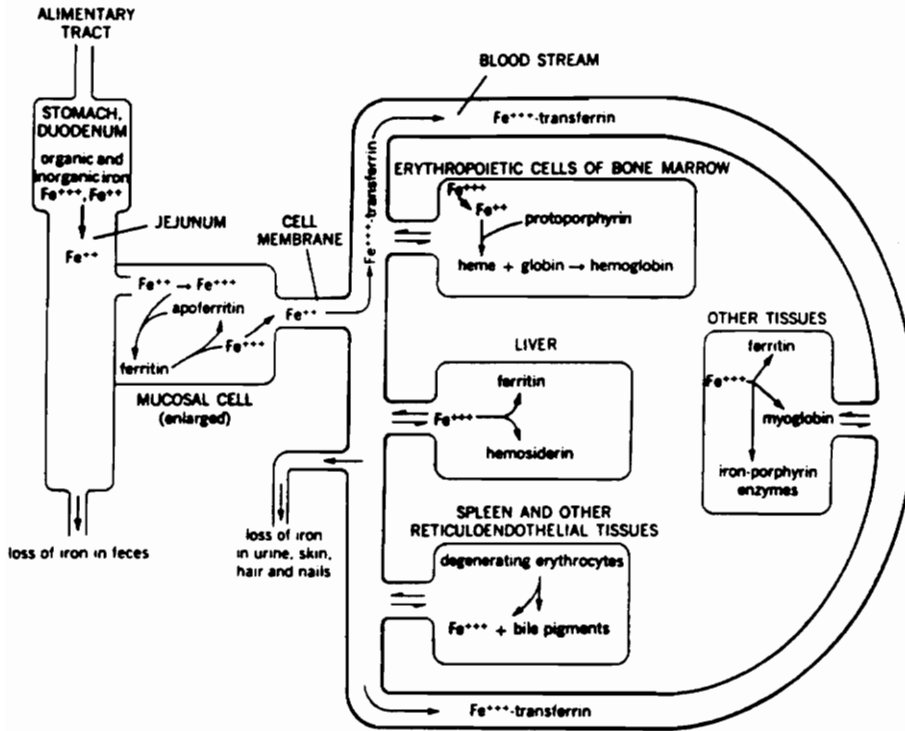 ALIMENTARY
TRACT
BLOOD STREAM
STOMACH,
DUODENUM
organic and
inorganic iron
Fe+++, Fe++
JEJUNUM
Fe++
Fe+++-transferrin
Fe+++-transferrin
ERYTHROPOIETIC CELLS OF BONE MARROW
Fe+++
Fe++
protoporphyrin
heme + globin → hemoglobin
CELL
MEMBRANE
Fe++ → Fe+++
apoferritin
Fe+++
ferritin
Fe++
MUCOSAL CELL
(enlarged)
LIVER
ferritin
Fe+++
hemosiderin
OTHER TISSUES
ferritin
Fe+++
myoglobin
iron-porphyrin
enzymes
loss of iron in feces
loss of iron
in urine, skin,
hair and nails
SPLEEN AND OTHER
RETICULOENDOTHELIAL TISSUES
degenerating erythrocytes
Fe+++ + bile pigments
Fe+++-transferrin